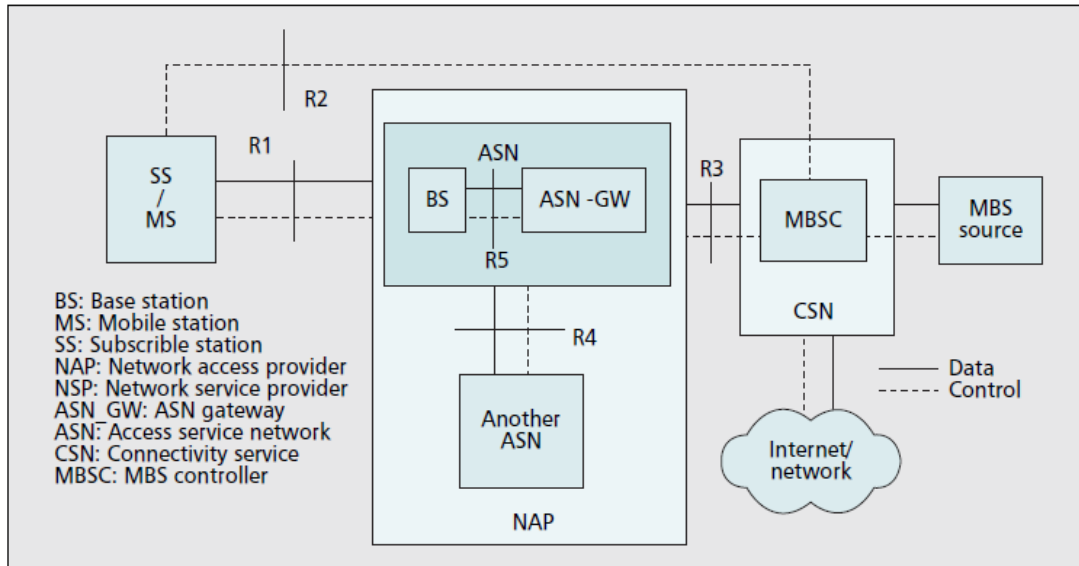 R2
R1
SS
/
MS
ASN
BS
ASN -GW
R5
R3
MBSC
MBS
source
CSN
R4
Another
ASN
NAP
Internet/
network
Data
Control
BS: Base station
MS: Mobile station
SS: Subscrible station
NAP: Network access provider
NSP: Network service provider
ASN_GW: ASN gateway
ASN: Access service network
CSN: Connectivity service
MBSC: MBS controller